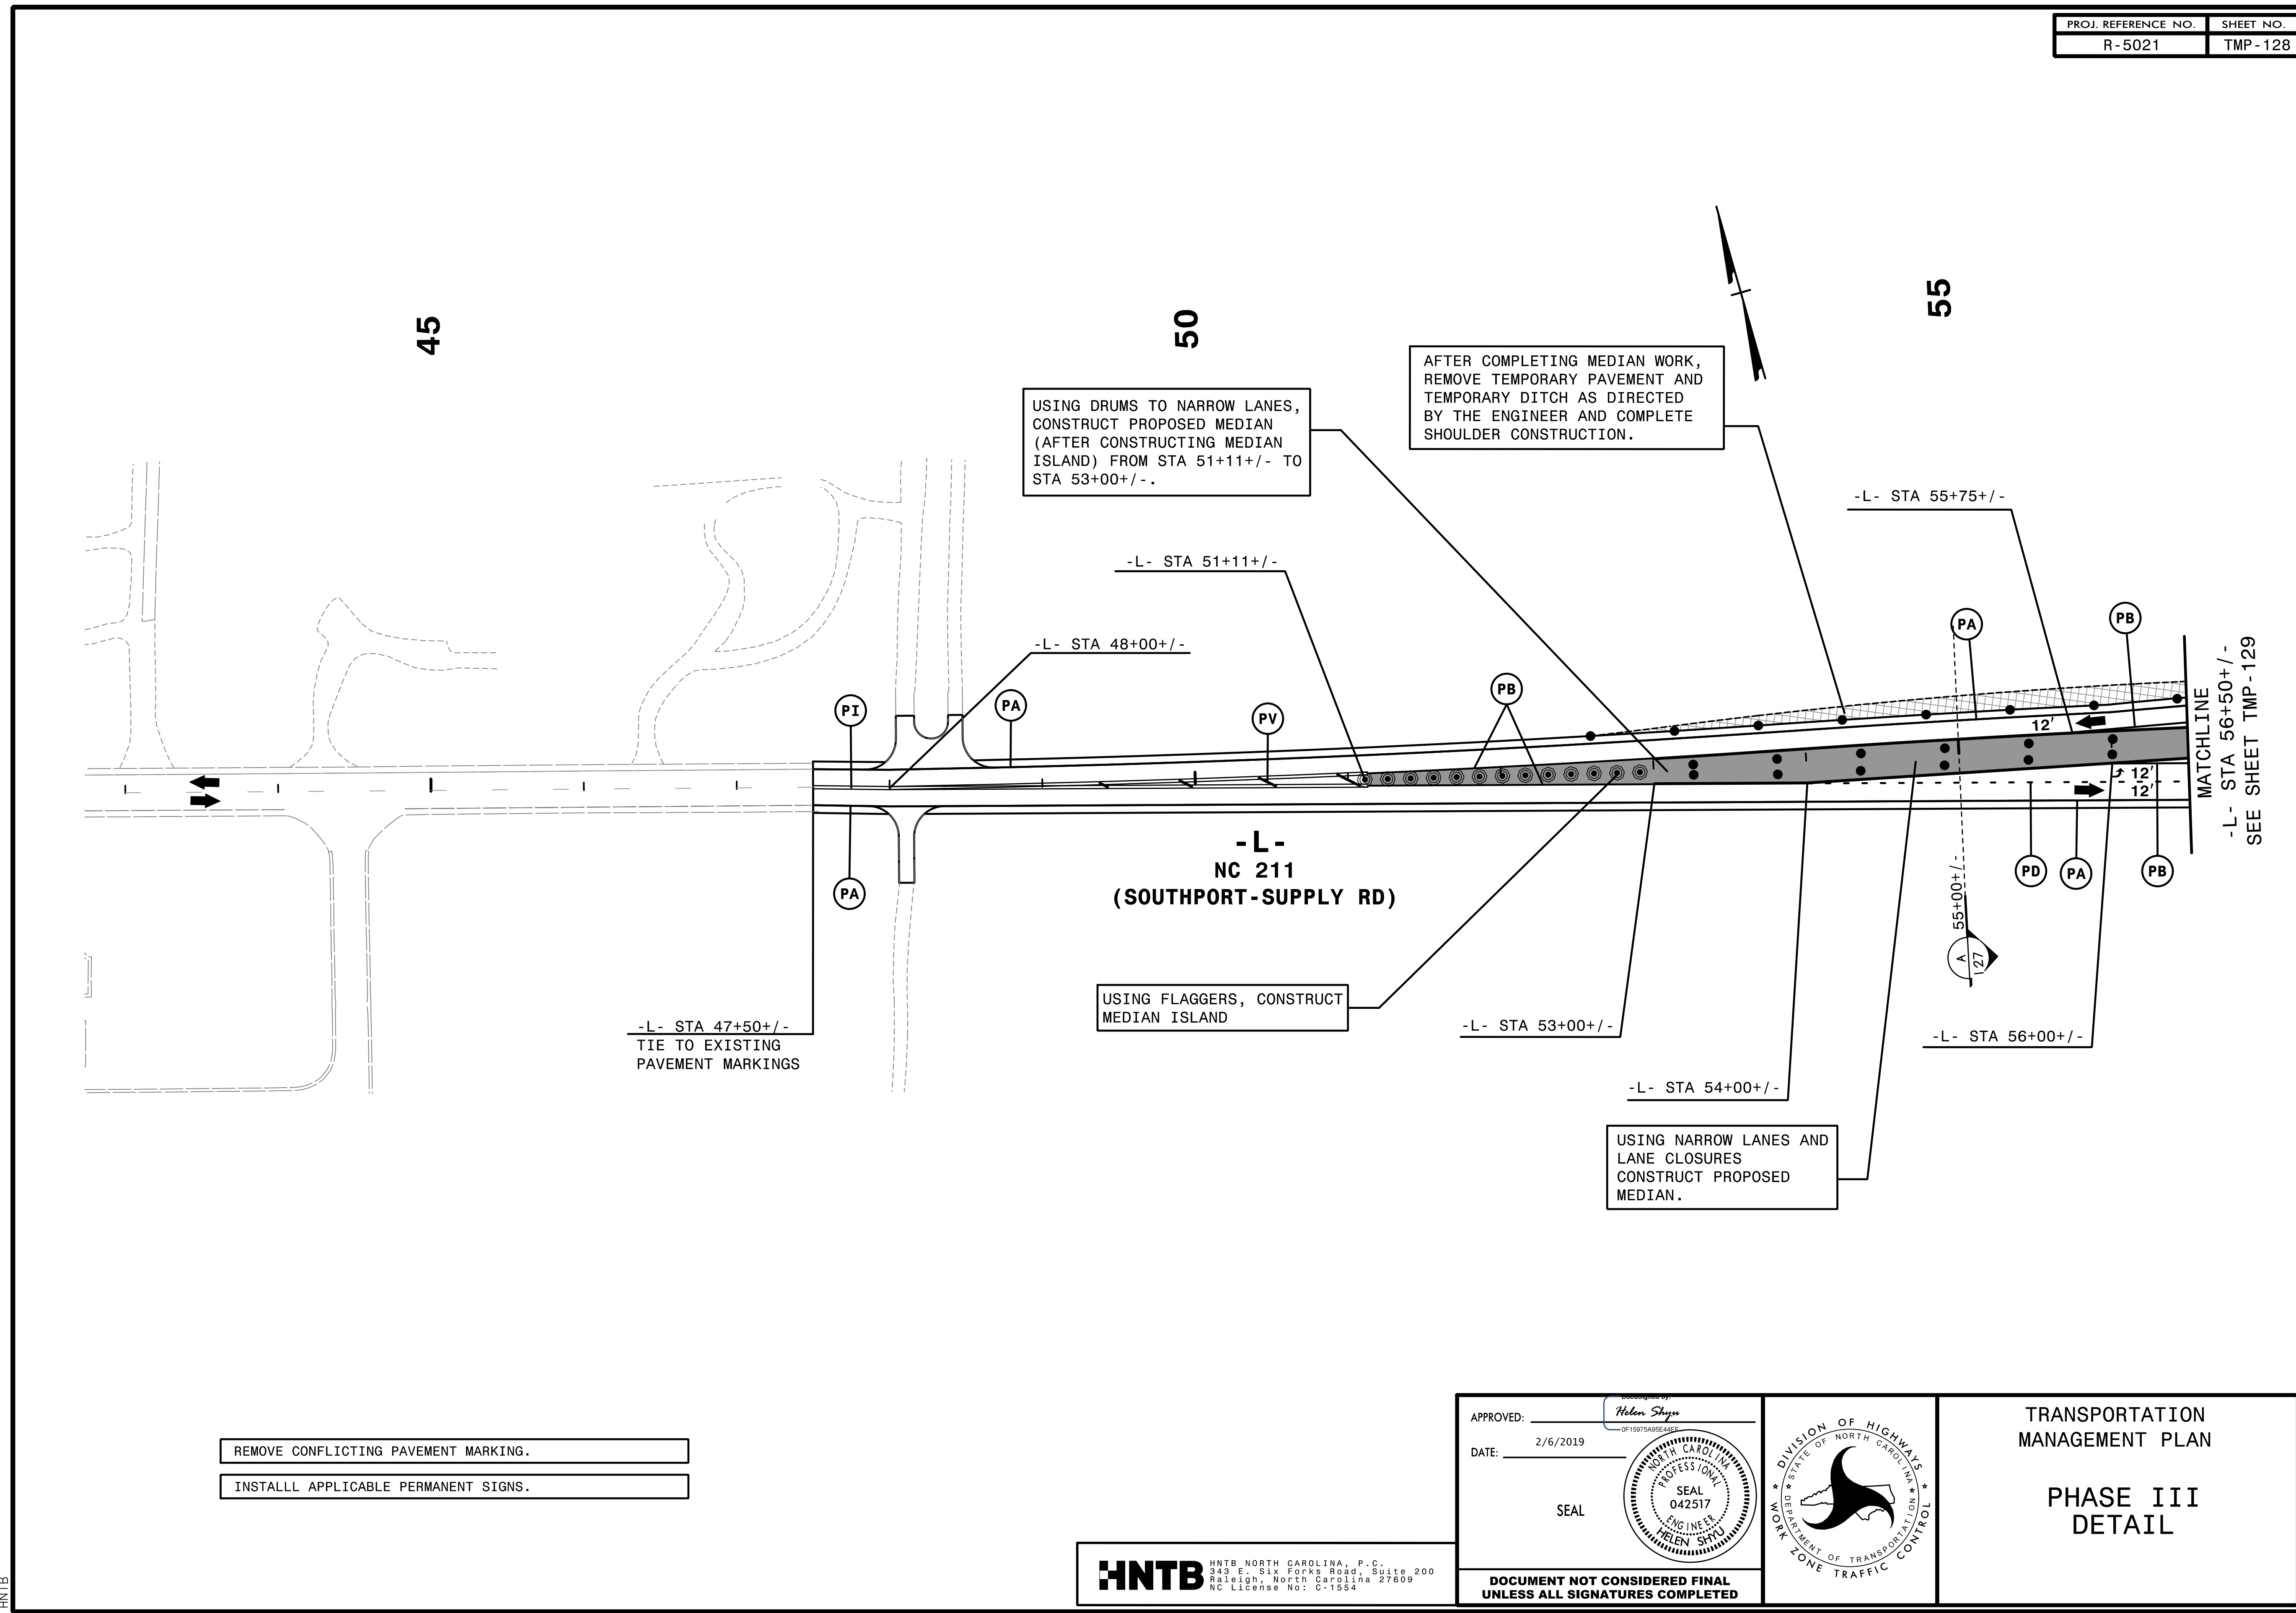 PROJ. REFERENCE NO. SHEET NO.
R-5021 TMP-128
45
50
55
AFTER COMPLETING MEDIAN WORK,
REMOVE TEMPORARY PAVEMENT AND
TEMPORARY DITCH AS DIRECTED
BY THE ENGINEER AND COMPLETE
SHOULDER CONSTRUCTION.
USING DRUMS TO NARROW LANES,
CONSTRUCT PROPOSED MEDIAN
(AFTER CONSTRUCTING MEDIAN
ISLAND) FROM STA 51+11+/- TO
STA 53+00+/-.
-L- STA 55+75+/-
-L- STA 51+11+/-
-L- STA 48+00+/-
PI
PA
PV
PB
PA
PB
12'
12'
12'
MATCHLINE
-L- STA 56+50+/-
SEE SHEET TMP-129
-L-
NC 211
(SOUTHPORT-SUPPLY RD)
PA
PD
PA
PB
55+00+/-
A
127
USING FLAGGERS, CONSTRUCT
MEDIAN ISLAND
-L- STA 47+50+/-
TIE TO EXISTING
PAVEMENT MARKINGS
-L- STA 53+00+/-
-L- STA 56+00+/-
-L- STA 54+00+/-
USING NARROW LANES AND
LANE CLOSURES
CONSTRUCT PROPOSED
MEDIAN.
REMOVE CONFLICTING PAVEMENT MARKING.
INSTALLL APPLICABLE PERMANENT SIGNS.
HNTB
HNTB
HNTB NORTH CAROLINA, P.C.
343 E. Six Forks Road, Suite 200
Raleigh, North Carolina 27609
NC License No: C-1554
DocuSigned by:
APPROVED: Helen Shyu
0F15975A95E44EF
DATE: 2/6/2019
SEAL
NORTH CAROLINA
PROFESSIONAL
SEAL
042517
ENGINEER
HELEN SHYU
DOCUMENT NOT CONSIDERED FINAL
UNLESS ALL SIGNATURES COMPLETED
DIVISION OF HIGHWAYS
STATE OF NORTH CAROLINA
DEPARTMENT OF TRANSPORTATION
WORK ZONE TRAFFIC CONTROL
TRANSPORTATION
MANAGEMENT PLAN
PHASE III
DETAIL